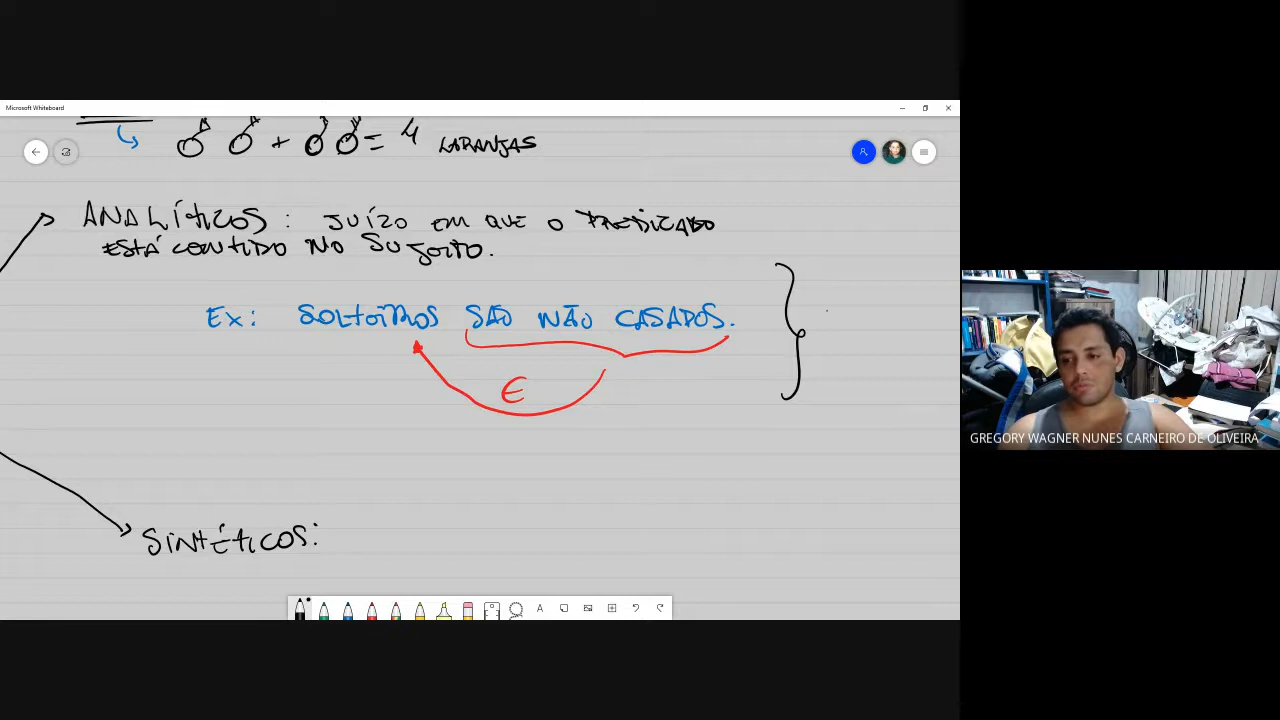 Microsoft Whiteboard
+ = 4 LARANJAS
ANALÍTICOS: JUÍZO EM QUE O PREDICADO
ESTÁ CONTIDO NO SUJEITO.
EX: SOLTEIROS SÃO NÃO CASADOS.
E
SINTÉTICOS:
A
GREGORY WAGNER NUNES CARNEIRO DE OLIVEIRA